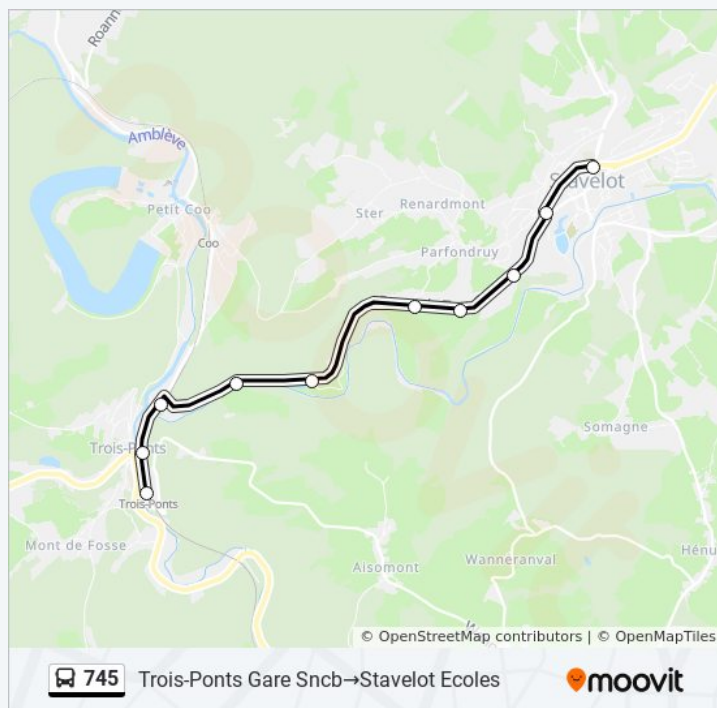 Roann
Amblève
Petit Coo
Coo
Ster
Renardmont
Stavelot
Parfondruy
Trois-Ponts
Trois-Ponts
Somagne
Mont de Fosse
Aisomont
Wanneranval
Hénu
© OpenStreetMap contributors | © OpenMapTiles
745 Trois-Ponts Gare Sncb→Stavelot Ecoles
moovit